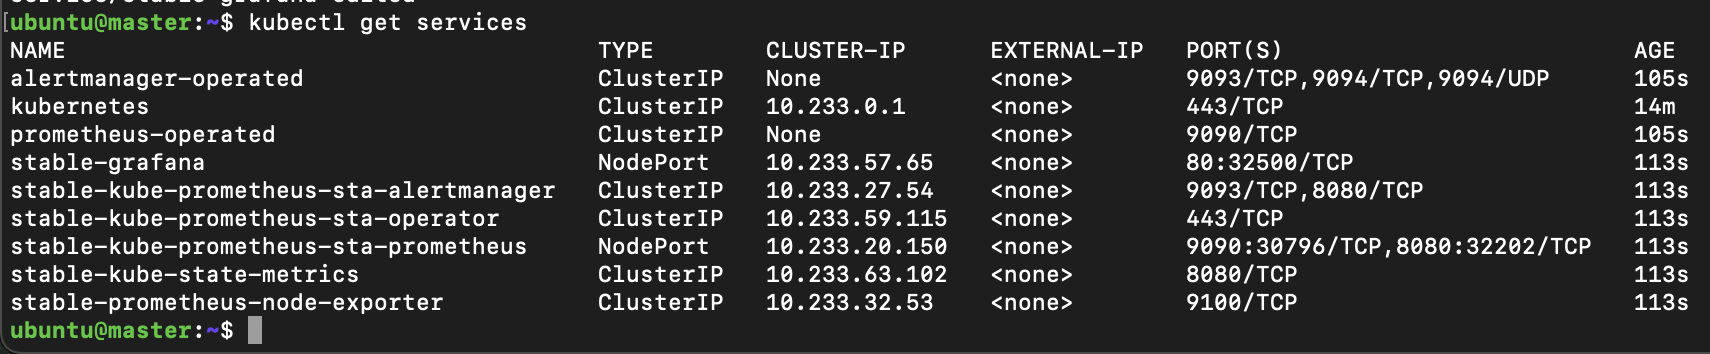 [ubuntu@master:~$ kubectl get services
NAME TYPE CLUSTER-IP EXTERNAL-IP PORT(S) AGE
alertmanager-operated ClusterIP None <none> 9093/TCP,9094/TCP,9094/UDP 105s
kubernetes ClusterIP 10.233.0.1 <none> 443/TCP 14m
prometheus-operated ClusterIP None <none> 9090/TCP 105s
stable-grafana NodePort 10.233.57.65 <none> 80:32500/TCP 113s
stable-kube-prometheus-sta-alertmanager ClusterIP 10.233.27.54 <none> 9093/TCP,8080/TCP 113s
stable-kube-prometheus-sta-operator ClusterIP 10.233.59.115 <none> 443/TCP 113s
stable-kube-prometheus-sta-prometheus NodePort 10.233.20.150 <none> 9090:30796/TCP,8080:32202/TCP 113s
stable-kube-state-metrics ClusterIP 10.233.63.102 <none> 8080/TCP 113s
stable-prometheus-node-exporter ClusterIP 10.233.32.53 <none> 9100/TCP 113s
ubuntu@master:~$